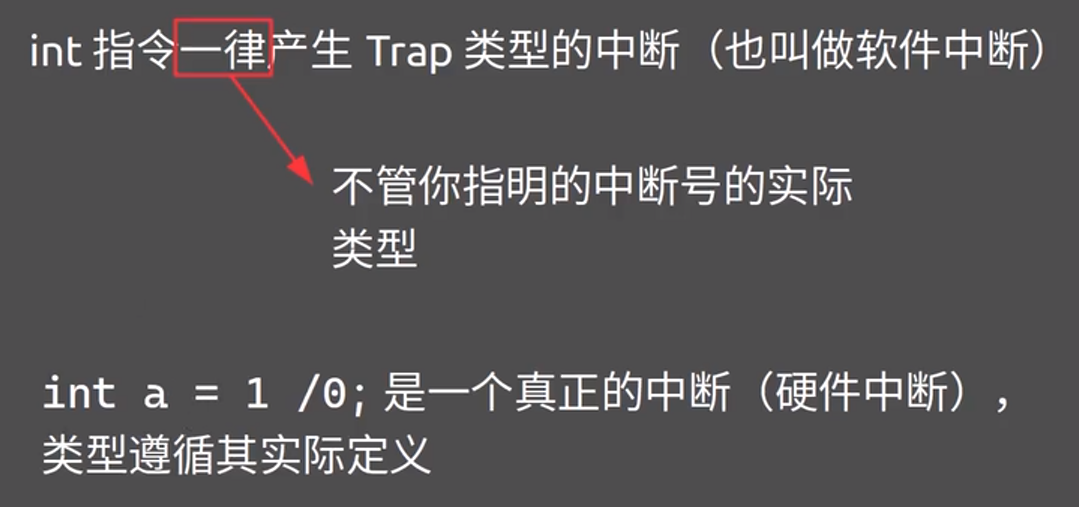 int 指令一律产生 Trap 类型的中断（也叫做软件中断）
不管你指明的中断号的实际
类型
int a = 1 /0; 是一个真正的中断（硬件中断），
类型遵循其实际定义